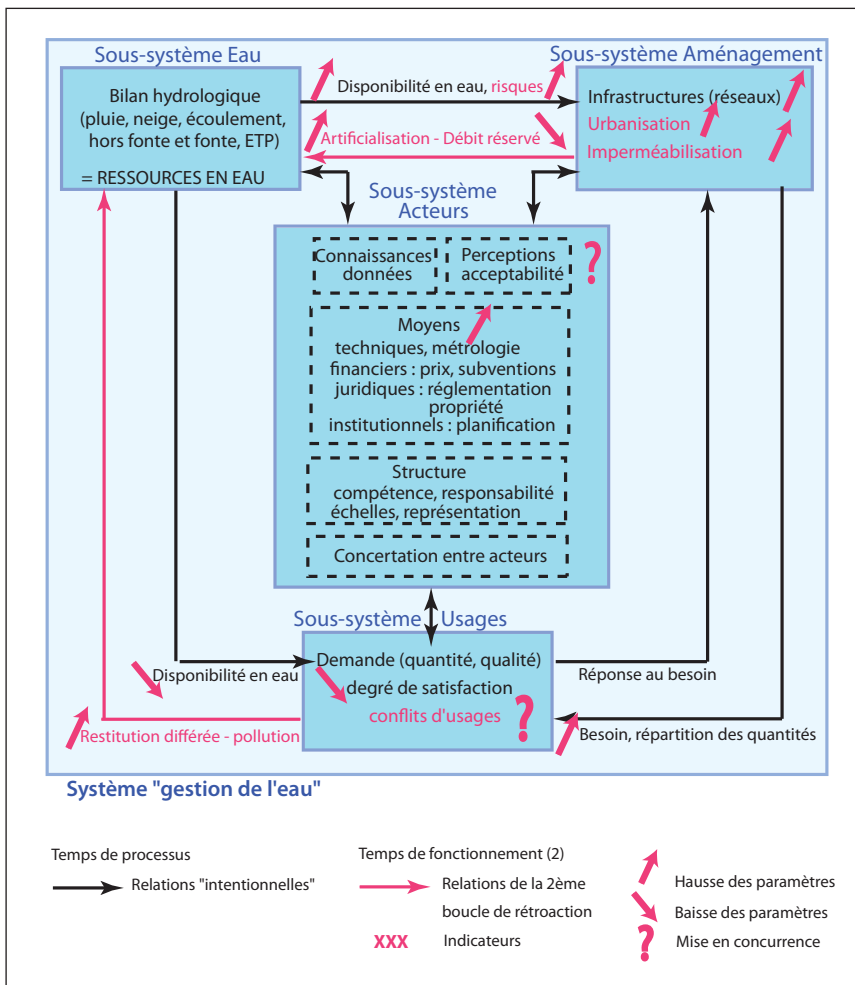 Sous-système Eau
Sous-système Aménagement
Bilan hydrologique
(pluie, neige, écoulement,
hors fonte et fonte, ETP)
= RESSOURCES EN EAU
Disponibilité en eau, risques
Artificialisation - Débit réservé
Infrastructures (réseaux)
Urbanisation
Imperméabilisation
Sous-système
Acteurs
Connaissances
données
Perceptions
acceptabilité
?
Moyens
techniques, métrologie
financiers : prix, subventions
juridiques : réglementation
propriété
institutionnels : planification
Structure
compétence, responsabilité
échelles, représentation
Concertation entre acteurs
Sous-système Usages
Demande (quantité, qualité)
degré de satisfaction
conflits d'usages ?
Disponibilité en eau
Restitution différée - pollution
Réponse au besoin
Besoin, répartition des quantités
Système "gestion de l'eau"
Temps de processus
Relations "intentionnelles"
Temps de fonctionnement (2)
Relations de la 2ème
boucle de rétroaction
XXX Indicateurs
Hausse des paramètres
Baisse des paramètres
? Mise en concurrence